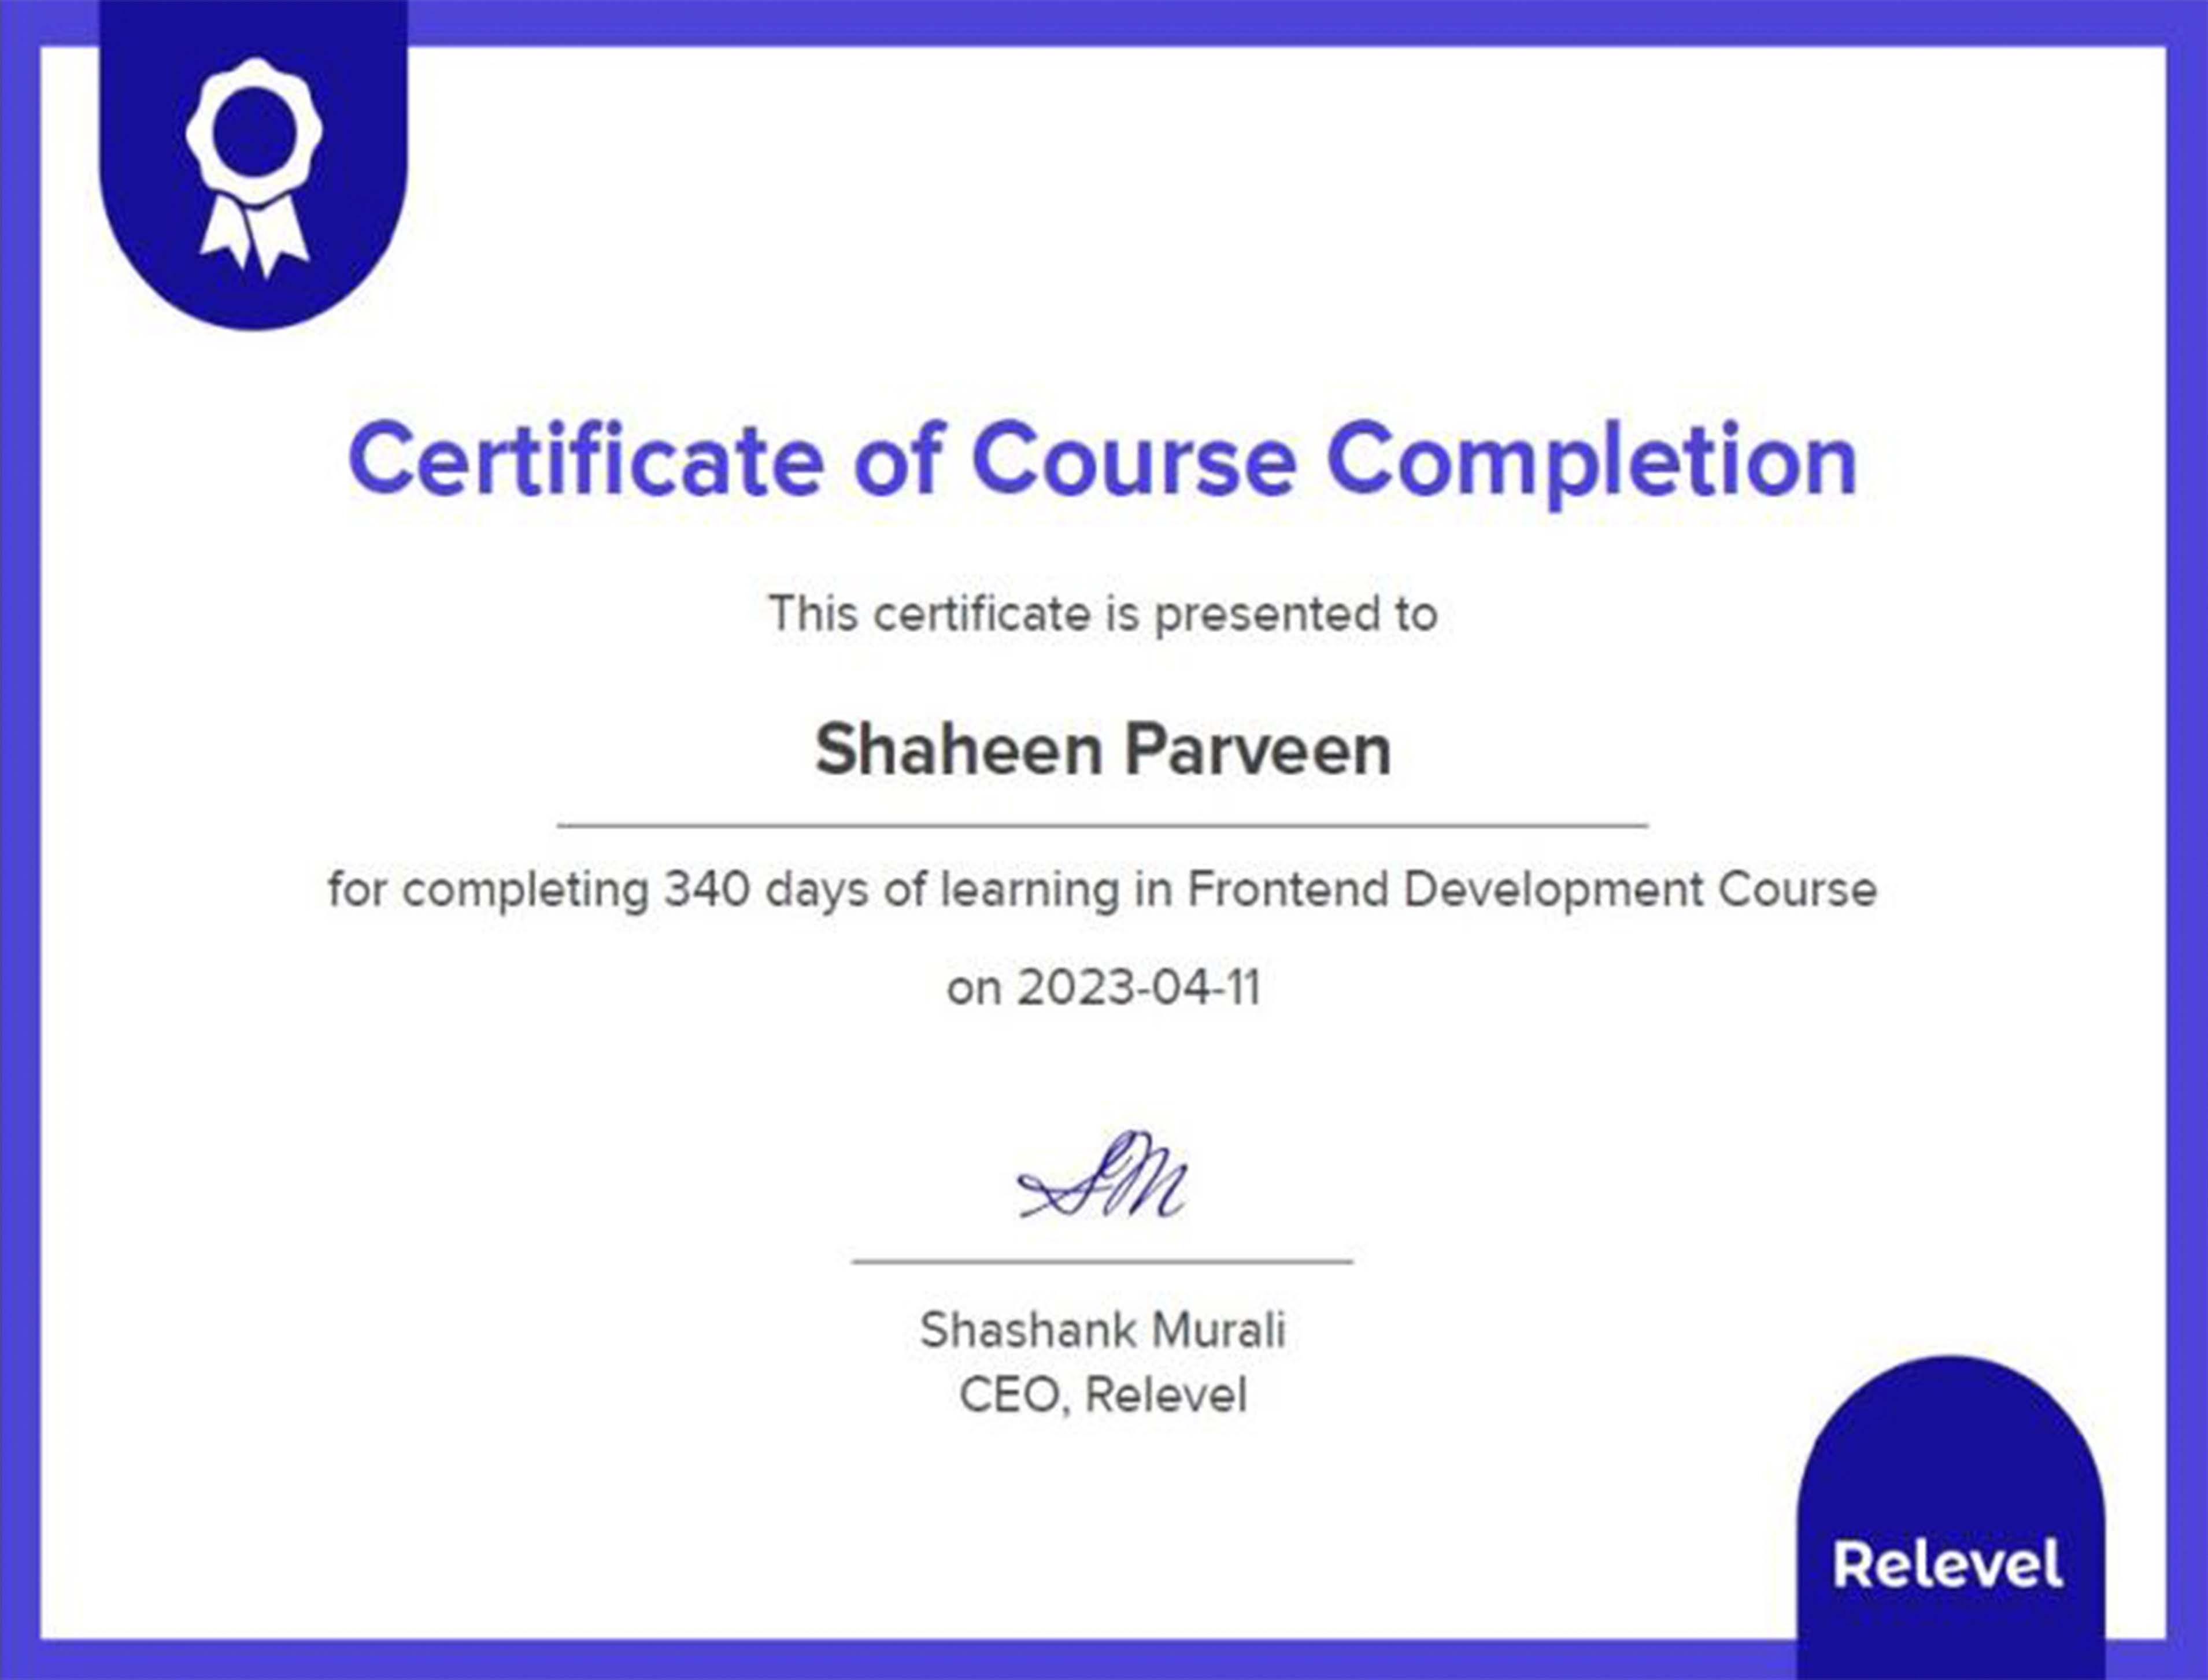 Certificate of Course Completion
This certificate is presented to
Shaheen Parveen
for completing 340 days of learning in Frontend Development Course
on 2023-04-11
SM
Shashank Murali
CEO, Relevel
Relevel